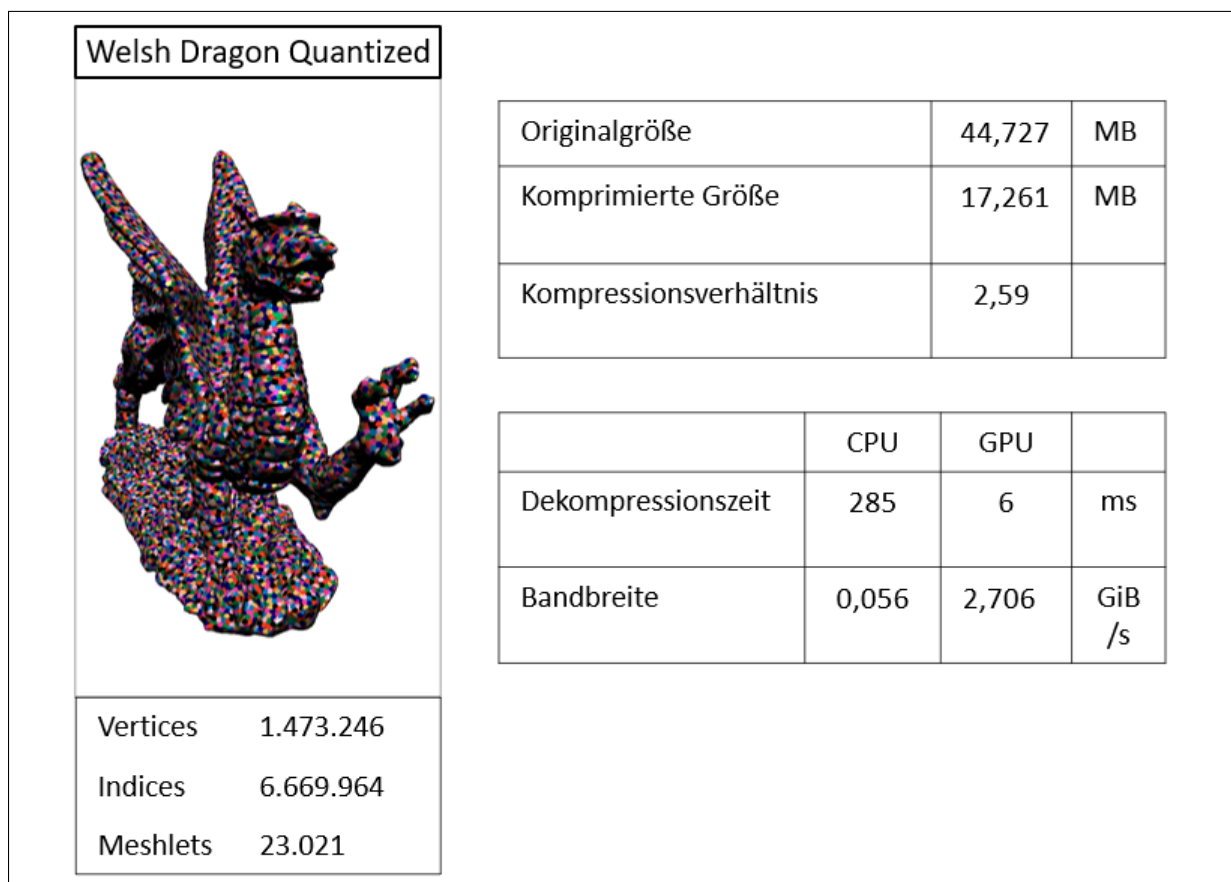 Welsh Dragon Quantized
Vertices 1.473.246
Indices 6.669.964
Meshlets 23.021
Originalgröße 44,727 MB
Komprimierte Größe 17,261 MB
Kompressionsverhältnis 2,59
CPU GPU
Dekompressionszeit 285 6 ms
Bandbreite 0,056 2,706 GiB
/s